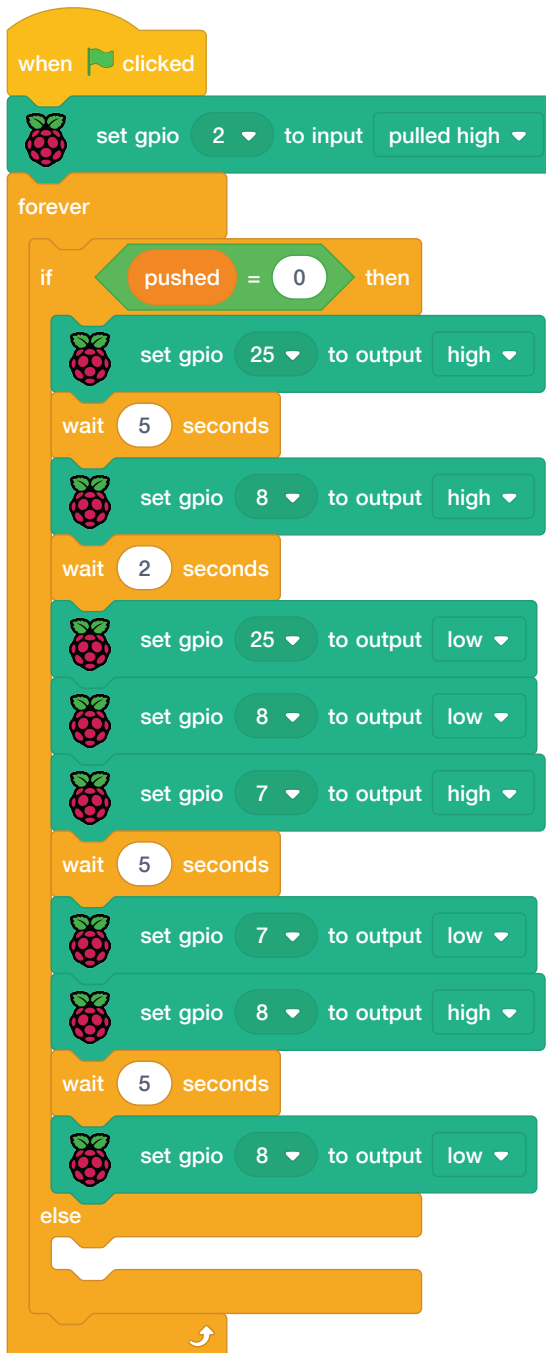 when clicked
set gpio 2 to input pulled high
forever
if pushed = 0 then
set gpio 25 to output high
wait 5 seconds
set gpio 8 to output high
wait 2 seconds
set gpio 25 to output low
set gpio 8 to output low
set gpio 7 to output high
wait 5 seconds
set gpio 7 to output low
set gpio 8 to output high
wait 5 seconds
set gpio 8 to output low
else